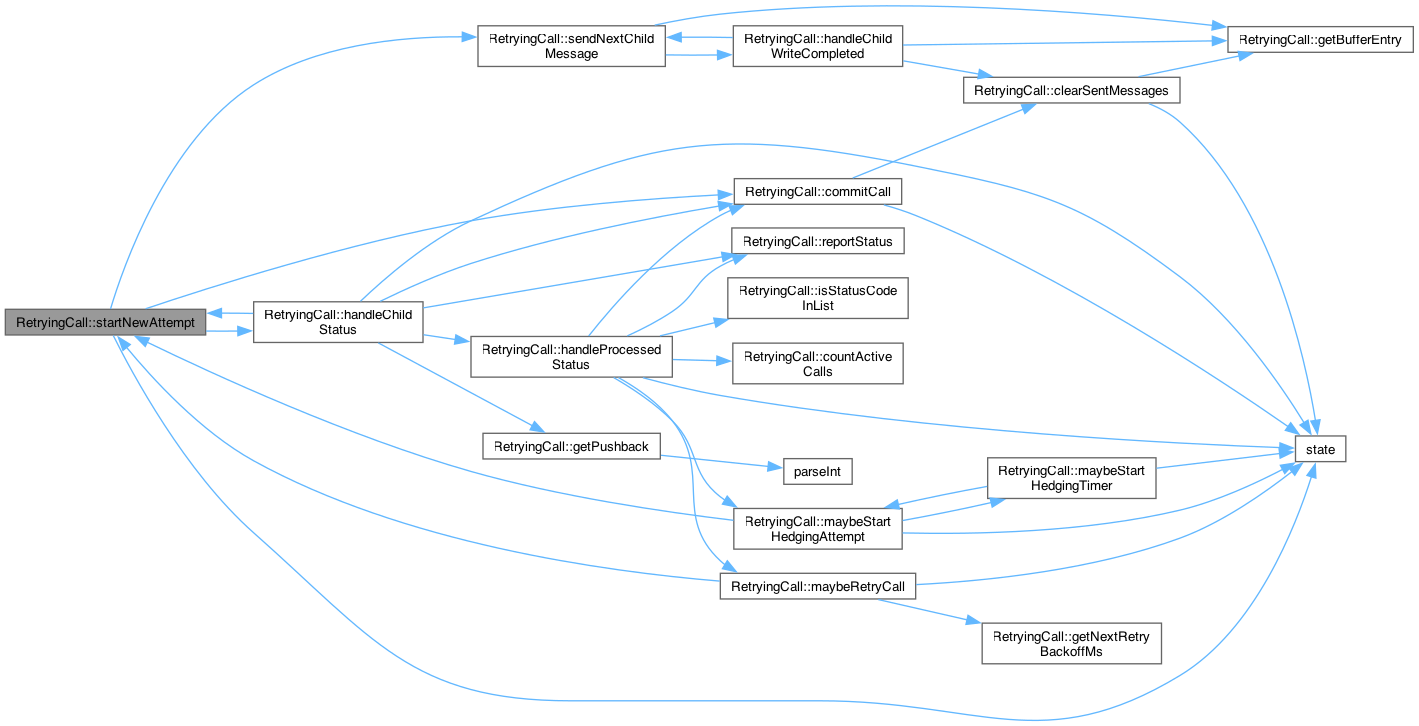 RetryingCall::sendNextChild
Message
RetryingCall::handleChild
WriteCompleted
RetryingCall::getBufferEntry
RetryingCall::clearSentMessages
RetryingCall::commitCall
RetryingCall::reportStatus
RetryingCall::isStatusCode
InList
RetryingCall::startNewAttempt
RetryingCall::handleChild
Status
RetryingCall::handleProcessed
Status
RetryingCall::countActive
Calls
RetryingCall::getPushback
parseInt
state
RetryingCall::maybeStart
HedgingTimer
RetryingCall::maybeStart
HedgingAttempt
RetryingCall::maybeRetryCall
RetryingCall::getNextRetry
BackoffMs